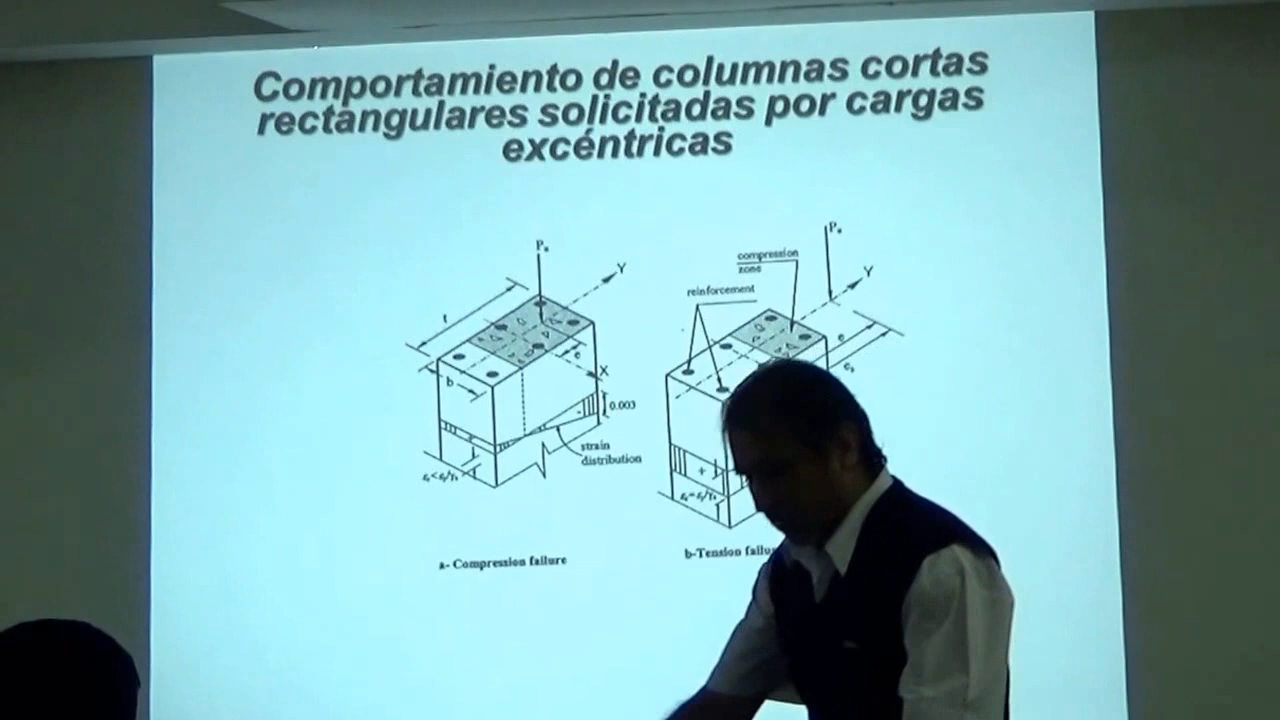 Comportamiento de columnas cortas
rectangulares solicitadas por cargas
excéntricas
Pu
Y
t
b
e
X
0.003
strain
distribution
a- Compression failure
Pu
compression
zone
Y
reinforcement
e
+
b-Tension